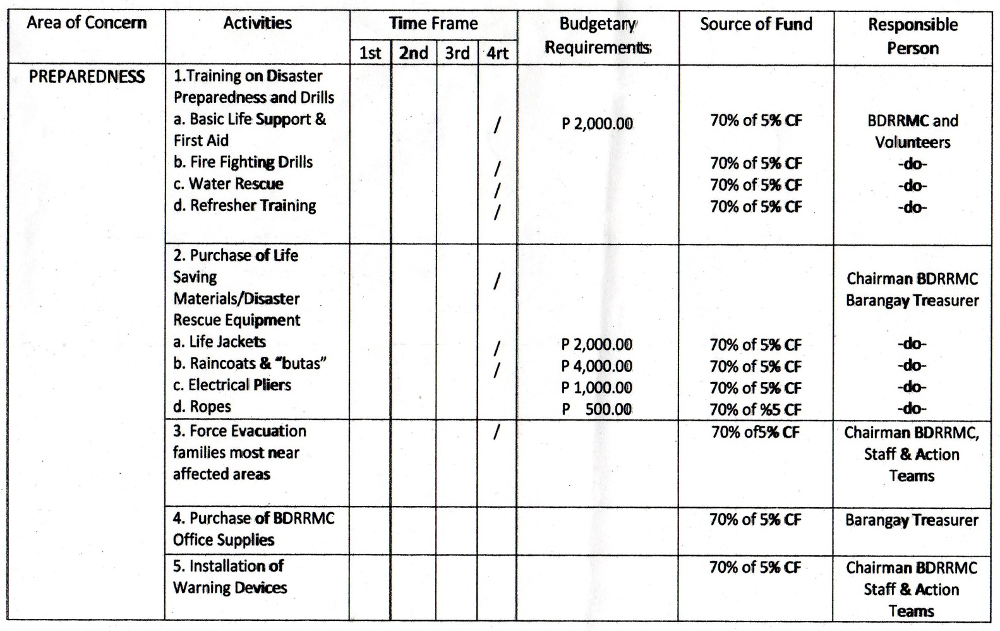 Area of Concern Activities Time Frame Budgetary Requirements Source of Fund Responsible Person
1st 2nd 3rd 4rt
PREPAREDNESS 1.Training on Disaster
Preparedness and Drills
a. Basic Life Support & / P 2,000.00 70% of 5% CF BDRRMC and
First Aid Volunteers
b. Fire Fighting Drills / 70% of 5% CF -do-
c. Water Rescue / 70% of 5% CF -do-
d. Refresher Training / 70% of 5% CF -do-
2. Purchase of Life
Saving / Chairman BDRRMC
Materials/Disaster Barangay Treasurer
Rescue Equipment
a. Life Jackets / P 2,000.00 70% of 5% CF -do-
b. Raincoats & "butas" / P 4,000.00 70% of 5% CF -do-
c. Electrical Pliers P 1,000.00 70% of 5% CF -do-
d. Ropes P 500.00 70% of %5 CF -do-
3. Force Evacuation / 70% of5% CF Chairman BDRRMC,
families most near Staff & Action
affected areas Teams
4. Purchase of BDRRMC 70% of 5% CF Barangay Treasurer
Office Supplies
5. Installation of 70% of 5% CF Chairman BDRRMC
Warning Devices Staff & Action
Teams